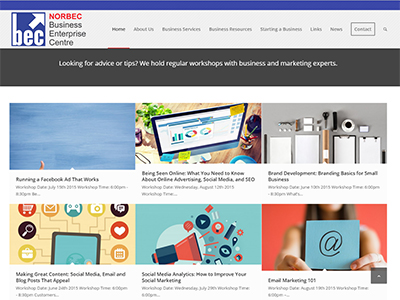 NORBEC
Business
Enterprise
Centre
bec
Home
About Us
Business Services
Business Resources
Starting a Business
Links
News
Contact
Looking for advice or tips? We hold regular workshops with business and marketing experts.
Running a Facebook Ad That Works
Workshop Date: July 19th 2015 Workshop Time: 6:00pm
- 8:30pm Be...
Being Seen Online: What You Need to Know
About Online Advertising, Social Media, and SEO
Workshop Date: Wednesday, August 12th 2015
Workshop Time:...
Brand Development: Branding Basics for Small
Business
Workshop Date: July 15th 2015 Workshop Time: 6:00pm
- 8:30pm What's...
Making Great Content: Social Media, Email and
Blog Posts That Appeal
Workshop Date: June 24th 2015 Workshop Time: 6:30pm
- 8:30pm Customers...
Social Media Analytics: How to Improve Your
Social Marketing
Workshop Date: Wednesday, July 29th 2015 Workshop
Time: 6:00pm –...
@
Email Marketing 101
Workshop Date: June 17th 2015 Workshop Time: 6:00pm
- 8:30pm...